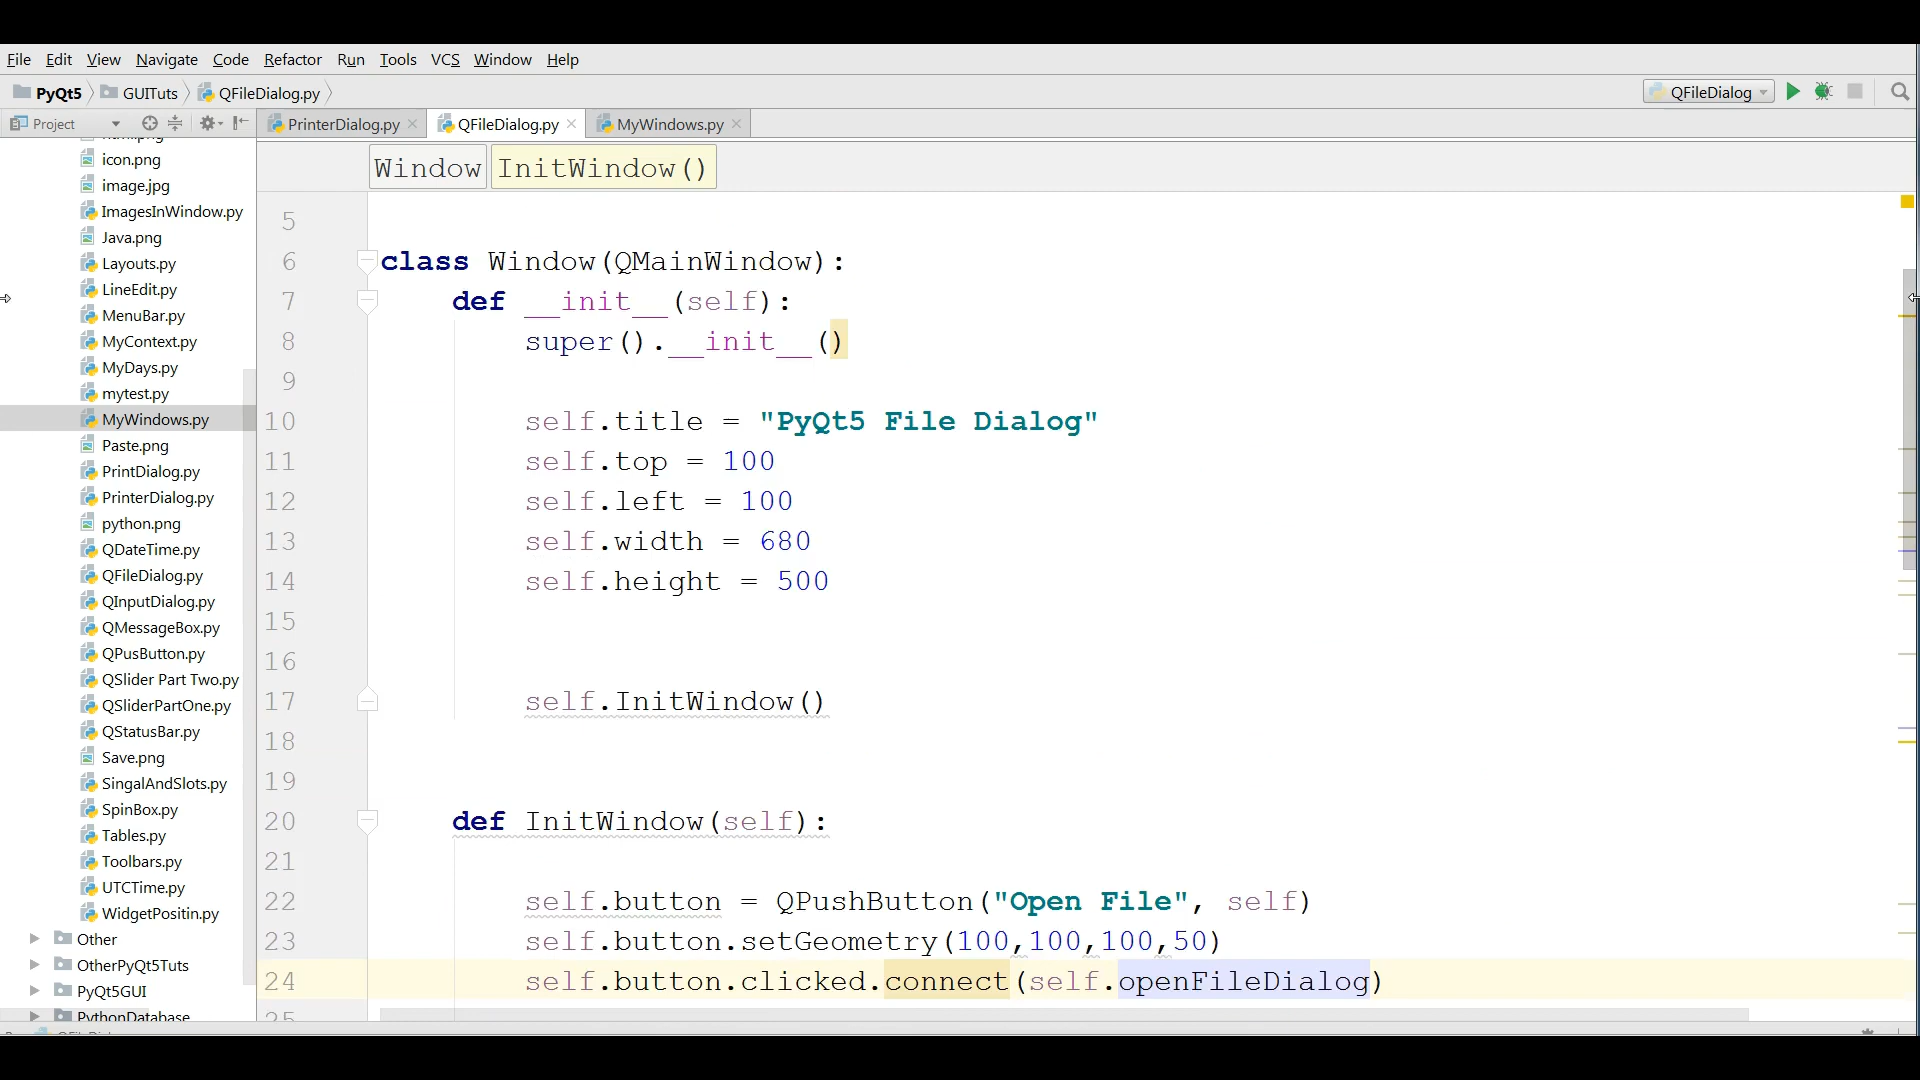 File Edit View Navigate Code Refactor Run Tools VCS Window Help
PyQt5 GUITuts QFileDialog.py QFileDialog
Project PrinterDialog.py QFileDialog.py MyWindows.py
Window InitWindow()
icon.png
image.jpg
ImagesInWindow.py
Java.png
Layouts.py
LineEdit.py
MenuBar.py
MyContext.py
MyDays.py
mytest.py
MyWindows.py
Paste.png
PrintDialog.py
PrinterDialog.py
python.png
QDateTime.py
QFileDialog.py
QInputDialog.py
QMessageBox.py
QPusButton.py
QSlider Part Two.py
QSliderPartOne.py
QStatusBar.py
Save.png
SingalAndSlots.py
SpinBox.py
Tables.py
Toolbars.py
UTCTime.py
WidgetPositin.py
Other
OtherPyQt5Tuts
PyQt5GUI
PythonDatabase
5
6 class Window(QMainWindow):
7 def __init__(self):
8 super().__init__()
9
10 self.title = "PyQt5 File Dialog"
11 self.top = 100
12 self.left = 100
13 self.width = 680
14 self.height = 500
15
16
17 self.InitWindow()
18
19
20 def InitWindow(self):
21
22 self.button = QPushButton("Open File", self)
23 self.button.setGeometry(100,100,100,50)
24 self.button.clicked.connect(self.openFileDialog)
25